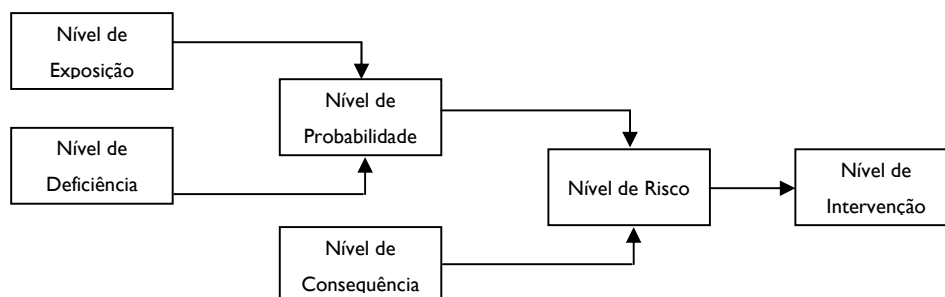 Nível de
Exposição
Nível de
Probabilidade
Nível de
Deficiência
Nível de Risco
Nível de
Intervenção
Nível de
Consequência